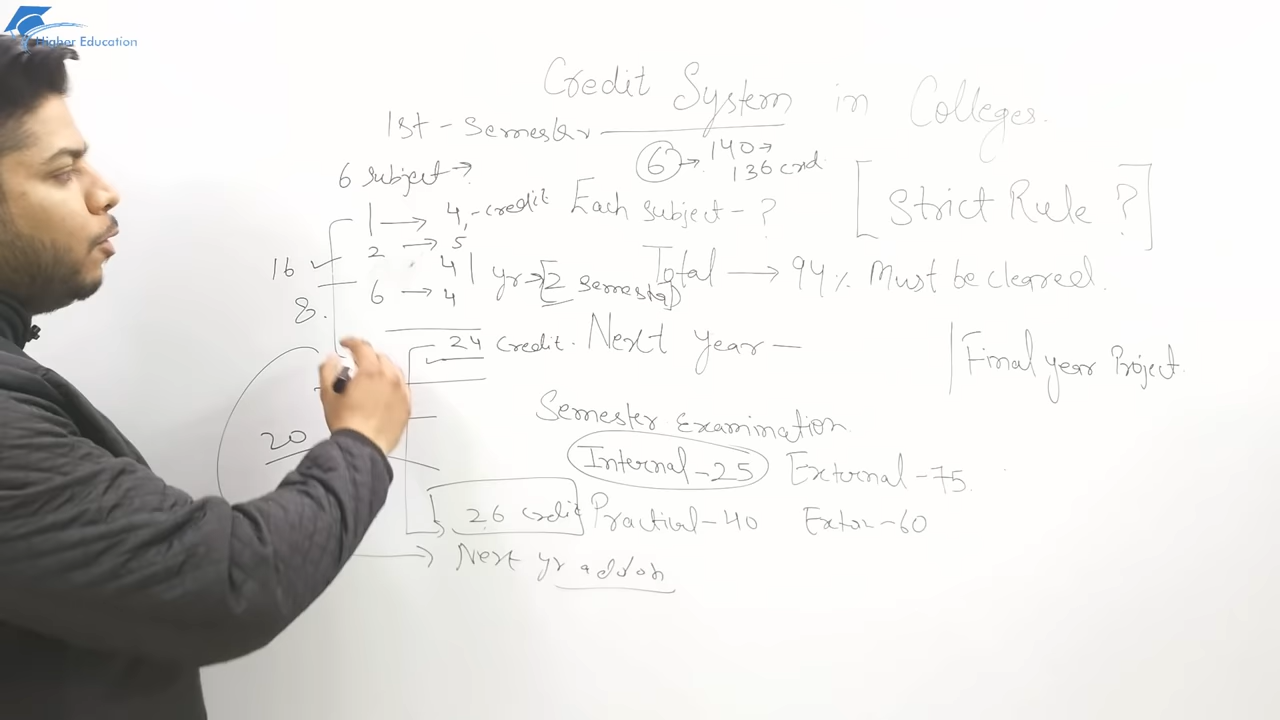 Higher Education
Credit System in Colleges.
1st - Semester
6 → 140 →
136 cred.
6 subject → ?
1 → 4, - credit
Each subject - ?
[Strict Rule ?]
2 → 5
4
16 ✓
1 yr → [2 semester]
Total → 94% Must be cleared.
6 → 4
8.
24 credit.
Next year —
Final year Project.
Semester Examination
20
Internal - 25 External - 75
26 credit
Practical - 40 Exter - 60
Next yr addon